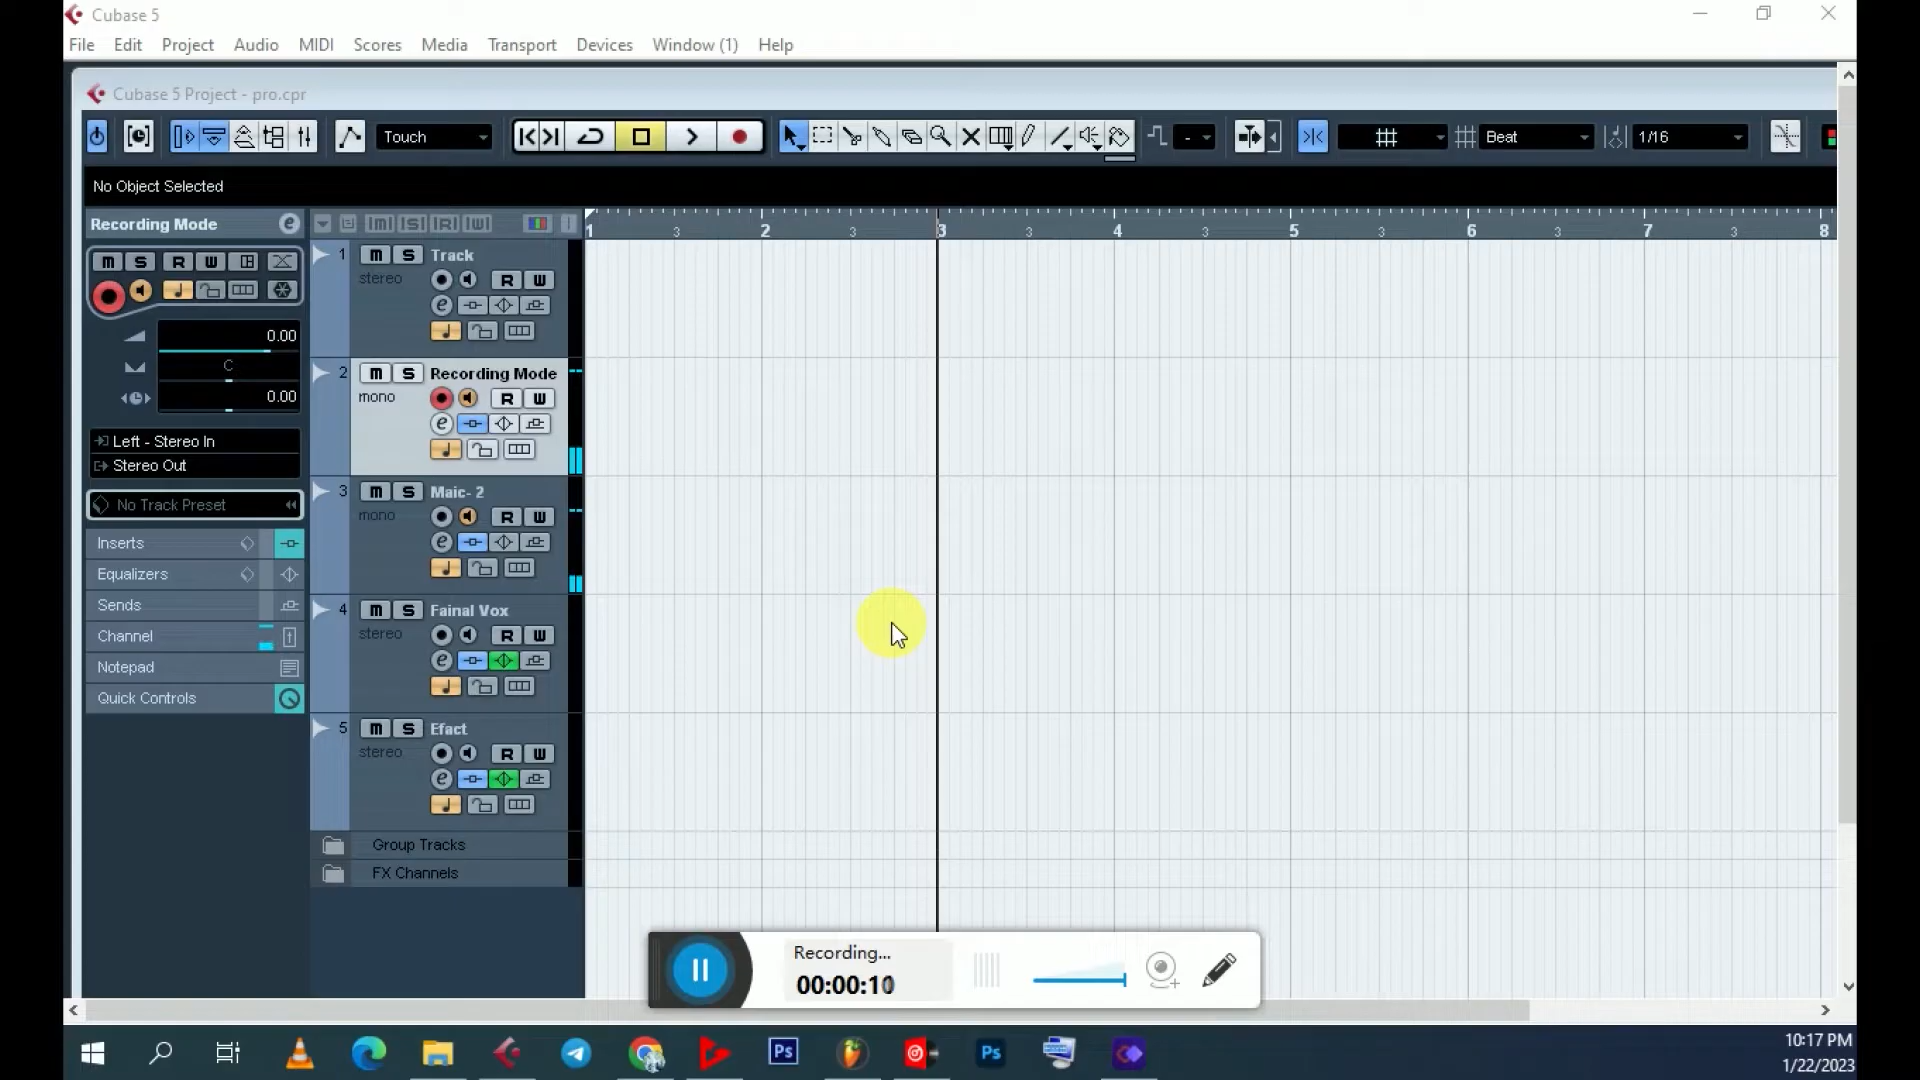 Cubase 5
File Edit Project Audio MIDI Scores Media Transport Devices Window (1) Help
Cubase 5 Project - pro.cpr
Touch - Beat 1/16
No Object Selected
Recording Mode
m S R W
0.00
C
0.00
Left - Stereo In
Stereo Out
No Track Preset
Inserts
Equalizers
Sends
Channel
Notepad
Quick Controls
[M] [S] [R] [W]
1 3 2 3 3 3 4 3 5 3 6 3 7 3 8
1 m S Track
stereo R W
e
2 m S Recording Mode
mono R W
e
3 m S Maic- 2
mono R W
e
4 m S Fainal Vox
stereo R W
e
5 m S Efact
stereo R W
e
Group Tracks
FX Channels
Recording...
00:00:10
Ps
Ps
10:17 PM
1/22/2023